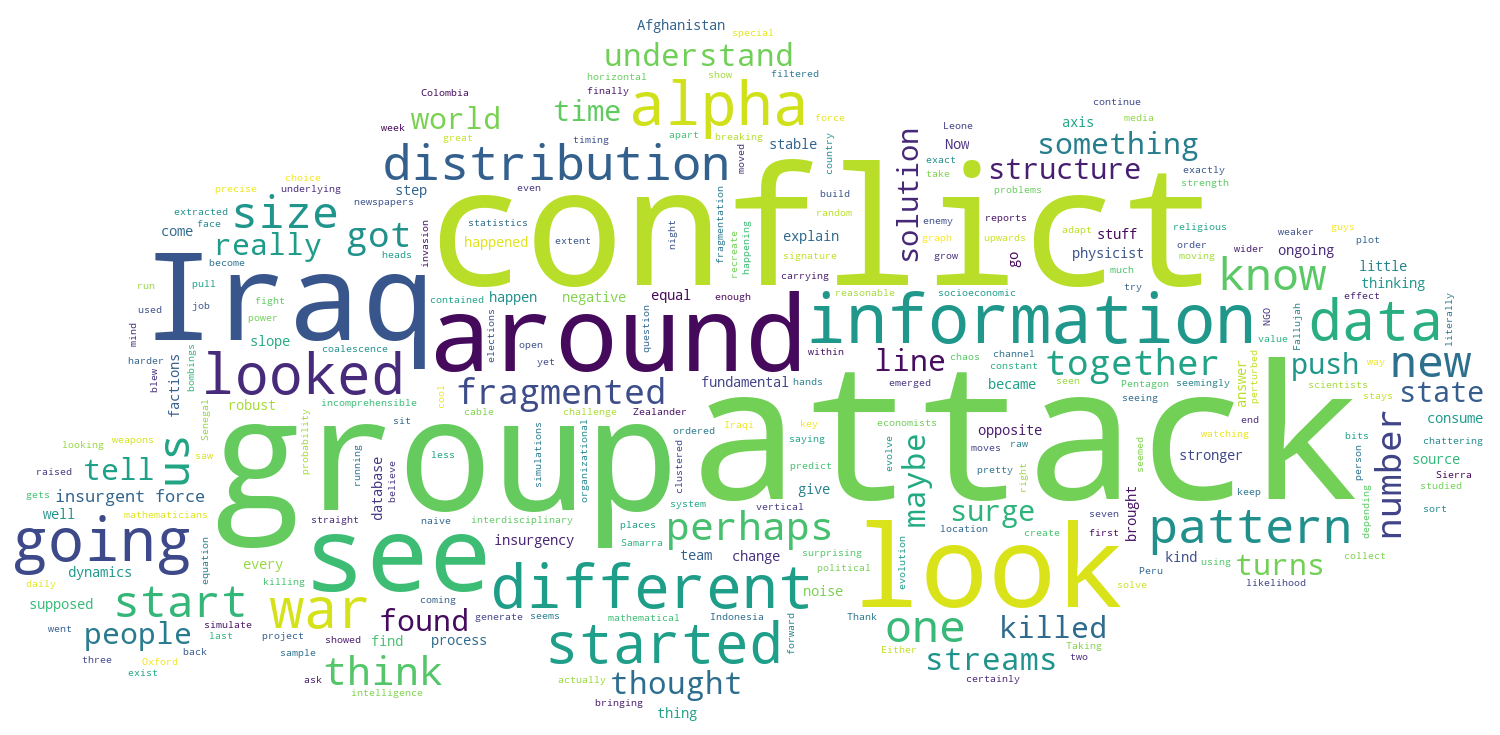 Afghanistan
special
understand
horizontal
show
filtered
Colombia
finally
alpha
continue
world
time
week
great
timing
apart
breaking
force
country
media
axis
Leone
Now
something
distribution
moved
stable
solution
structure
exact
take
exactly
strength
choice
precise
underlying
step
newspapers
even
conflict
build
problems
extracted
face
size
come
really
got
heads
statistics
happened
extent
night
fragmentation
recreate
happening
random
explain
signature
enemy
reports
graph
upwards
adapt
stuff
religious
weaker
guys
order
wider
plot
moving
physicist
ongoing
grow
go
carrying
become
invasion
Iraq
run
pull
used
job
fight
power
mind
contained
happen
negative
equal
enough
reasonable
socioeconomic
much
try
know
little
thinking
effect
literally
around
information
NGO
value
Fallujah
data
slope
elections
open
question
yet
within
chaos
channel
constant
line
together
push
new
way
harder
blew
bombings
factions
coalescence
looked
fragmented
fundamental
hands
emerged
became
seen
Pentagon
seemingly
seeing
answer
perturbed
scientists
stays
state
robust
incomprehensible
cool
cable
challenge
Zealander
sit
Senegal
probability
group
less
simulations
organizational
ordered
clustered
Iraqi
key
saying
economists
opposite
raw
moves
predict
pretty
evolve
maybe
right
seemed
attack
watching
end
stronger
bits
person
consume
chattering
source
number
looking
weapons
saw
raised
tell
us
gets
insurgent force
well
mathematicians
running
database
believe
straight
naive
interdisciplinary
insurgency
places
Samarra
system
vertical
give
perhaps
surge
location
create
seven
first
brought
keep
Sierra
studied
sort
depending
pattern
going
equation
dynamics
every
see
team
change
surprising
political
noise
look
evolution
kind
using
collect
Peru
solve
turns
likelihood
daily
supposed
killing
start
simulate
war
coming
found
generate
seems
different
mathematical
Indonesia
forward
Thank
one
killed
Taking
went
people
last
back
project
showed
find
process
sample
started
Either
streams
two
certainly
three
Oxford
exist
ask
think
intelligence
actually
thought
bringing
thing